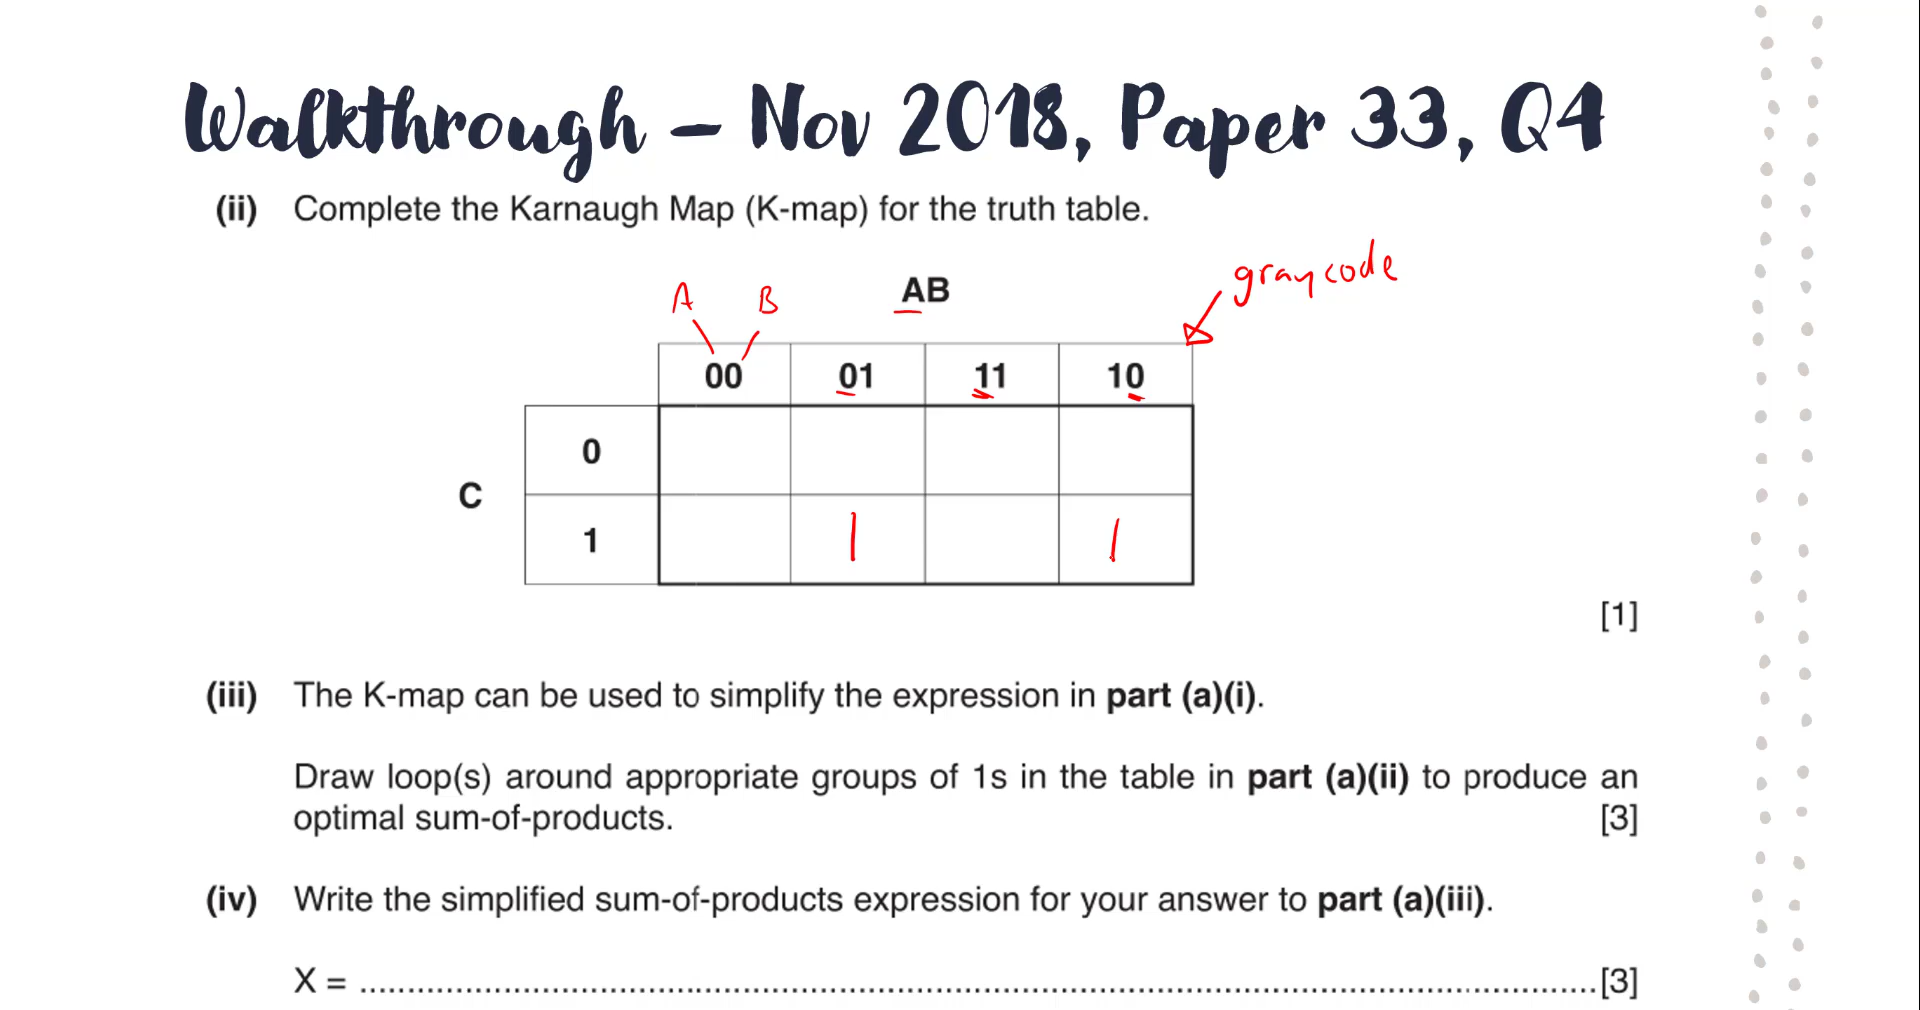 Walkthrough – Nov 2018, Paper 33, Q4
(ii) Complete the Karnaugh Map (K-map) for the truth table.
gray code
A B AB
00 01 11 10
0
C
1 1 1
[1]
(iii) The K-map can be used to simplify the expression in part (a)(i).
Draw loop(s) around appropriate groups of 1s in the table in part (a)(ii) to produce an
optimal sum-of-products. [3]
(iv) Write the simplified sum-of-products expression for your answer to part (a)(iii).
X = ........................................................................................................................[3]